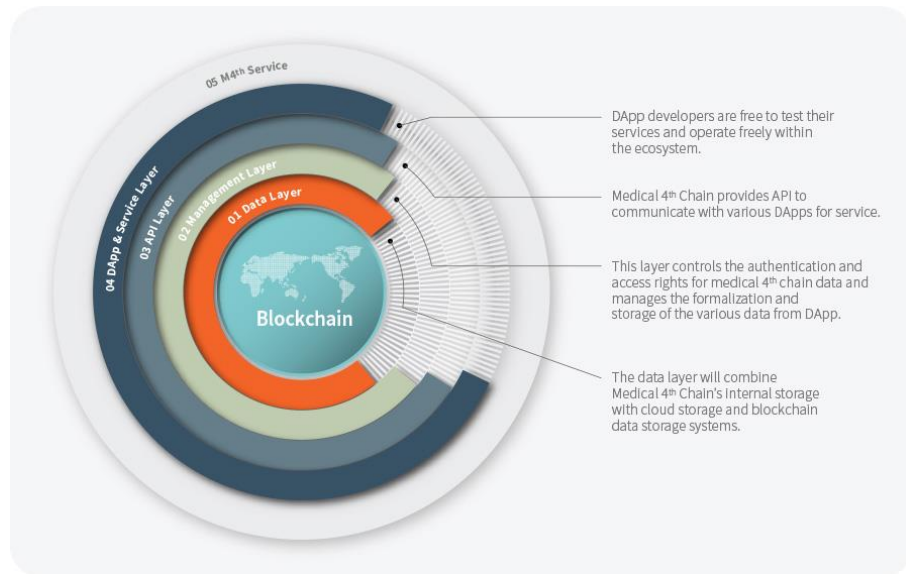 05 M4th Service
04 DApp & Service Layer
03 API Layer
02 Management Layer
01 Data Layer
Blockchain
DApp developers are free to test their
services and operate freely within
the ecosystem.
Medical 4th Chain provides API to
communicate with various DApps for service.
This layer controls the authentication and
access rights for medical 4th chain data and
manages the formalization and
storage of the various data from DApp.
The data layer will combine
Medical 4th Chain's internal storage
with cloud storage and blockchain
data storage systems.